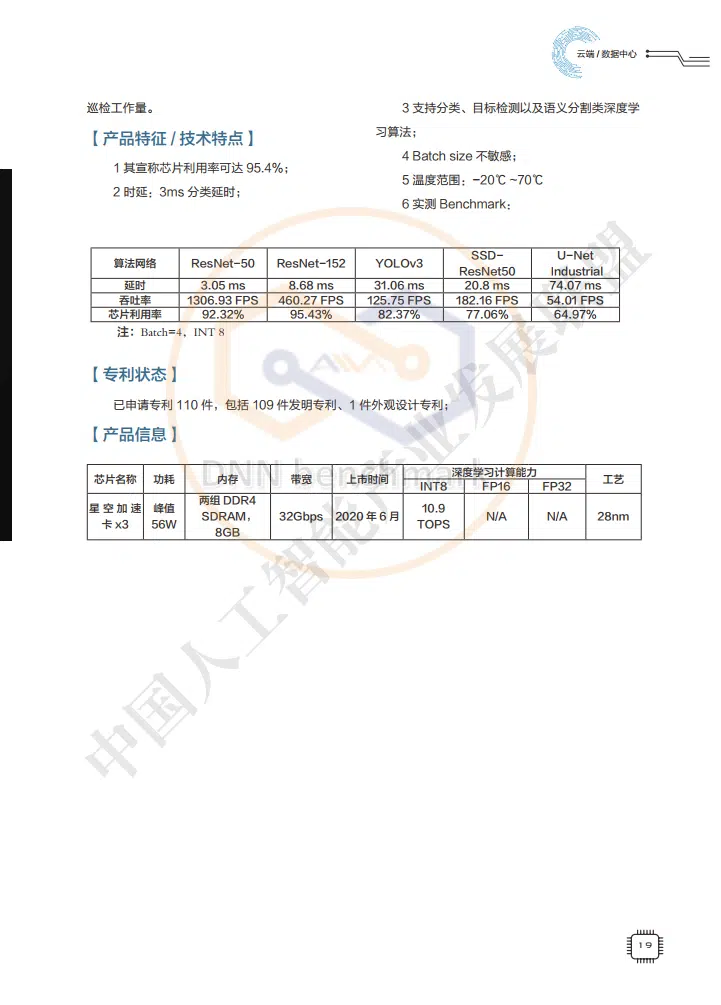 云端 / 数据中心
巡检工作量。
【 产品特征 / 技术特点 】
1 其宣称芯片利用率可达 95.4%；
2 时延：3ms 分类延时；
3 支持分类、目标检测以及语义分割类深度学
习算法；
4 Batch size 不敏感；
5 温度范围：-20℃ ~70℃
6 实测 Benchmark：
算法网络 ResNet-50 ResNet-152 YOLOv3 SSD-ResNet50 U-Net Industrial
延时 3.05 ms 8.68 ms 31.06 ms 20.8 ms 74.07 ms
吞吐率 1306.93 FPS 460.27 FPS 125.75 FPS 182.16 FPS 54.01 FPS
芯片利用率 92.32% 95.43% 82.37% 77.06% 64.97%
注：Batch=4，INT 8
【 专利状态 】
已申请专利 110 件，包括 109 件发明专利、1 件外观设计专利；
【 产品信息 】
芯片名称 功耗 内存 带宽 上市时间 深度学习计算能力 工艺
INT8 FP16 FP32
星空加速卡 x3 峰值 56W 两组 DDR4 SDRAM，8GB 32Gbps 2020 年 6 月 10.9 TOPS N/A N/A 28nm
DNN benchmark
中国人工智能产业发展联盟
19